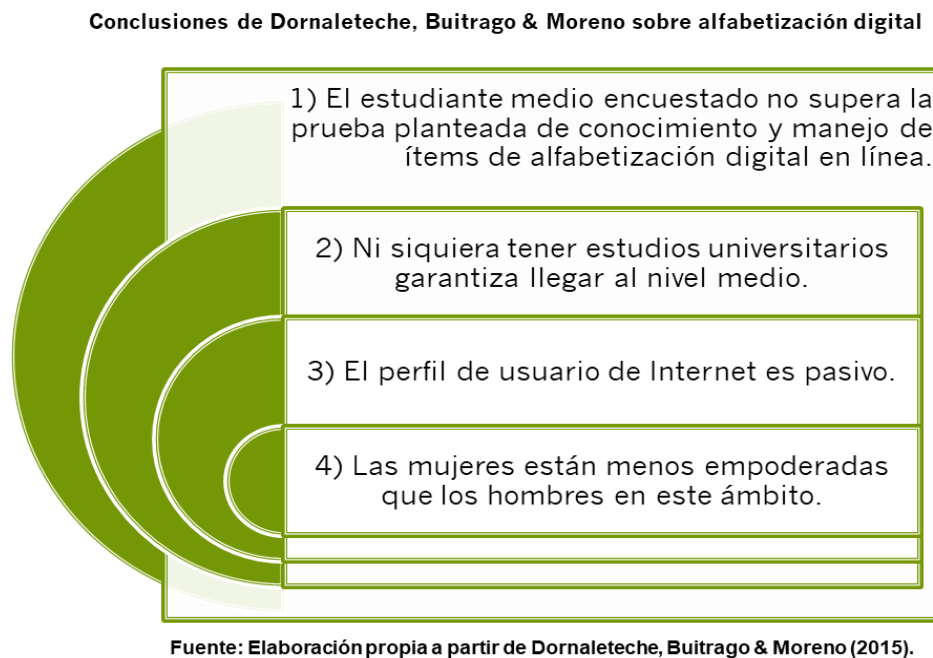 Conclusiones de Dornaleteche, Buitrago & Moreno sobre alfabetización digital
1) El estudiante medio encuestado no supera la
prueba planteada de conocimiento y manejo de
ítems de alfabetización digital en línea.
2) Ni siquiera tener estudios universitarios
garantiza llegar al nivel medio.
3) El perfil de usuario de Internet es pasivo.
4) Las mujeres están menos empoderadas
que los hombres en este ámbito.
Fuente: Elaboración propia a partir de Dornaleteche, Buitrago & Moreno (2015).